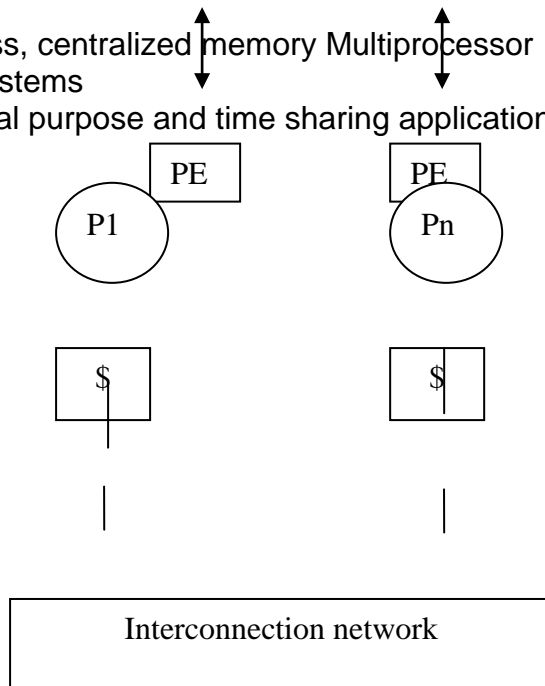 ss, centralized memory Multiprocessor
stems
al purpose and time sharing application
PE PE
P1 Pn
$ $
Interconnection network